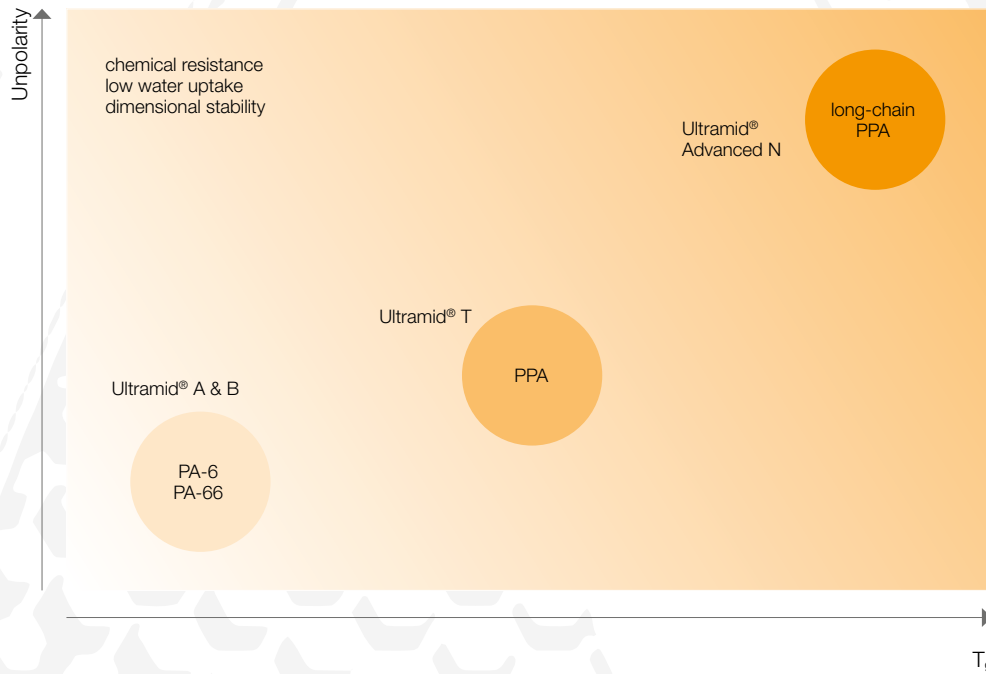 Unpolarity
chemical resistance
low water uptake
dimensional stability
Ultramid® 
Advanced N
long-chain
PPA
Ultramid® T
PPA
Ultramid® A & B
PA-6
PA-66